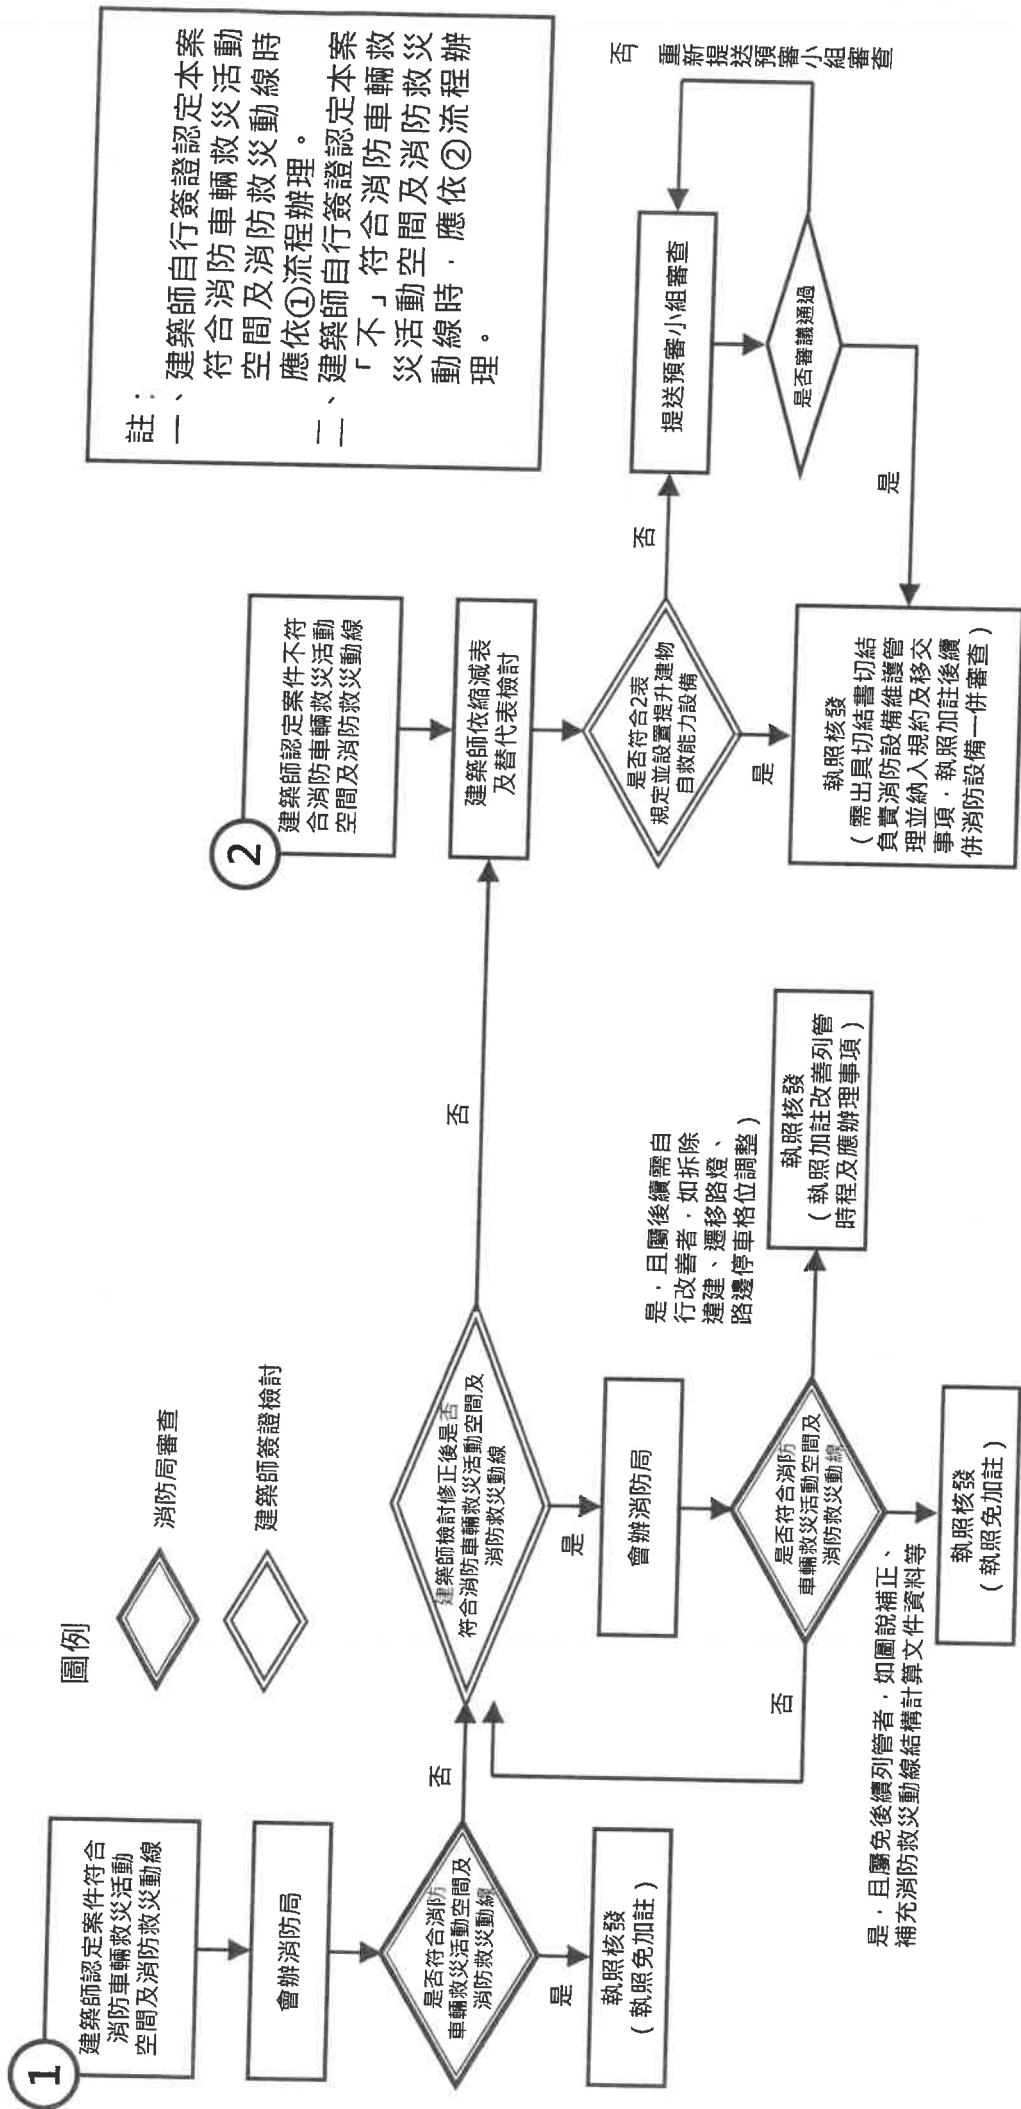 圖例
消防局審查
建築師簽證檢討
註：
一、建築師自行簽證認定本案
符合消防車輛救災活動
空間及消防救災動線時
應依①流程辦理。
二、建築師自行簽證認定本案
「不」符合消防車輛救
災活動空間及消防救災
動線時，應依②流程辦
理。
1
建築師認定案件符合
消防車輛救災活動
空間及消防救災動線
會辦消防局
是否符合消防
車輛救災活動空間及
消防救災動線
是
執照核發
（執照免加註）
否
建築師檢討修正後是否
符合消防車輛救災活動空間及
消防救災動線
是
會辦消防局
是否符合消防
車輛救災活動空間及
消防救災動線
否
是，且屬免後續列管者，如圖說補正、
補充消防救災動線結構計算文件資料等
執照核發
（執照免加註）
是，且屬後續需自
行改善者，如拆除
違建、遷移路燈、
路邊停車格位調整）
執照核發
（執照加註改善列管
時程及應辦理事項）
否
2
建築師認定案件不符
合消防車輛救災活動
空間及消防救災動線
建築師依縮減表
及替代表檢討
是否符合2表
規定並設置提升建物
自救能力設備
是
執照核發
（需出具切結書切結
負責消防設備維護管
理並納入規約及移交
事項，執照加註後續
併消防設備一併審查）
否
提送預審小組審查
是否審議通過
是
否
重新提送預審小組審查